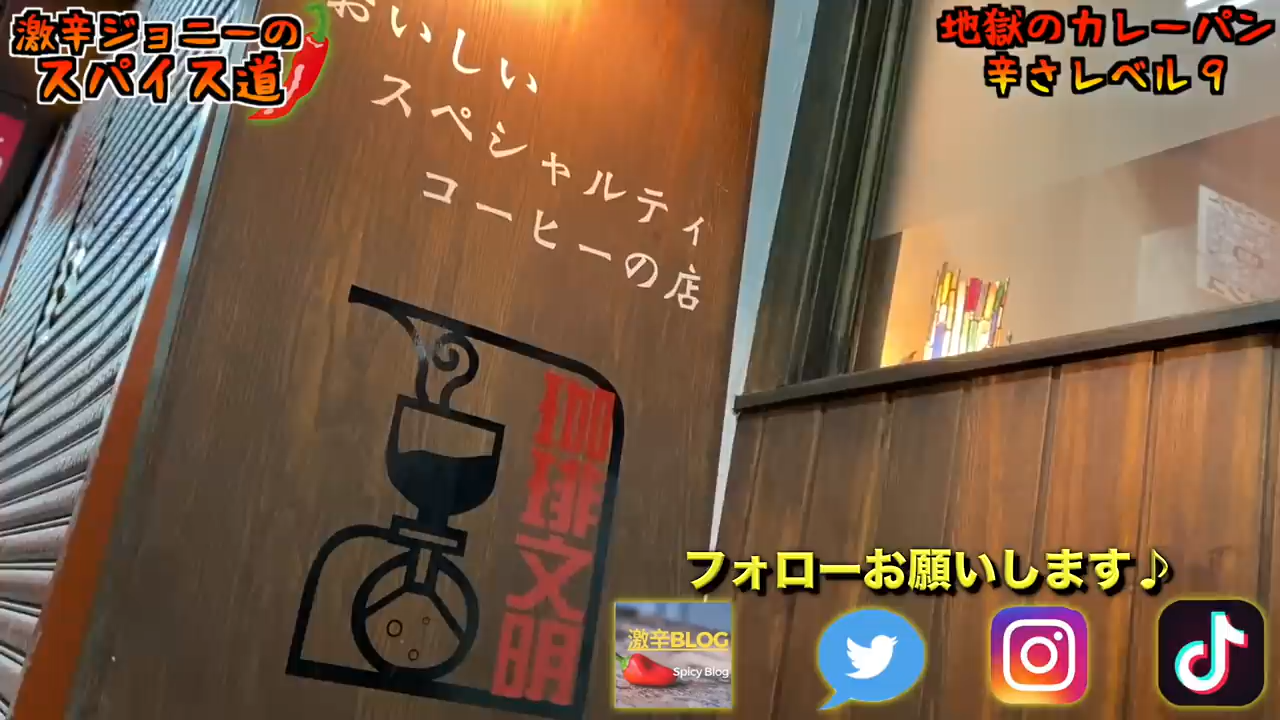 激辛ジョニーの
スパイス道
地獄のカレーパン
辛さレベル９
おいしい
スペシャルティ
コーヒーの店
珈琲文明
フォローお願いします♪
激辛BLOG
Spicy Blog